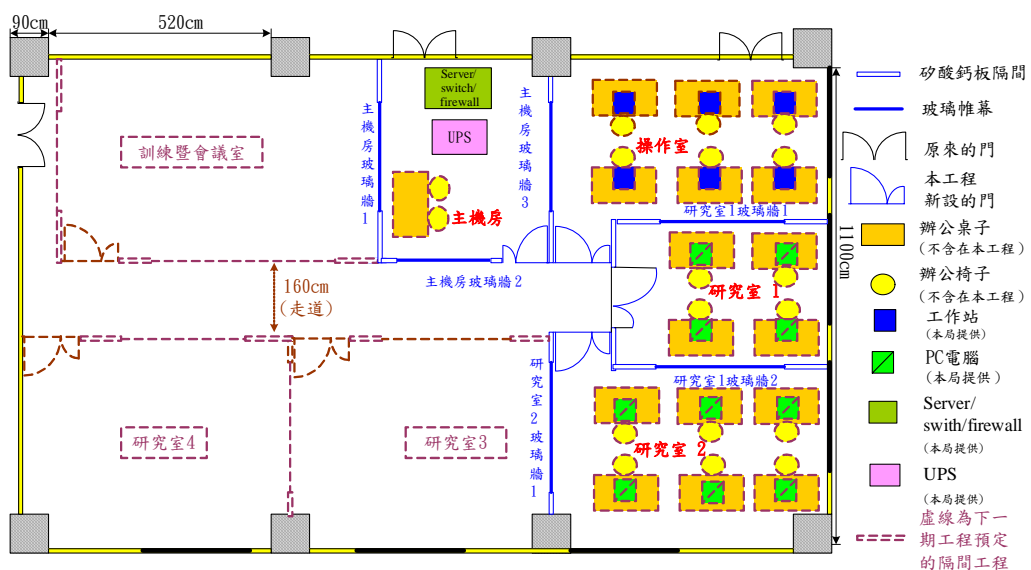 90cm
520cm
Server/
switch/
firewall
UPS
訓練暨會議室
主機房玻璃牆1
主機房玻璃牆3
主機房
操作室
研究室1玻璃牆1
主機房玻璃牆2
160cm
(走道)
研究室 1
研究室1玻璃牆2
研究室2玻璃牆1
研究室4
研究室3
研究室 2
1100cm
矽酸鈣板隔間
玻璃帷幕
原來的門
本工程
新設的門
辦公桌子
(不含在本工程)
辦公椅子
(不含在本工程)
工作站
(本局提供)
PC電腦
(本局提供)
Server/
swith/firewall
(本局提供)
UPS
(本局提供)
虛線為下一
期工程預定
的隔間工程